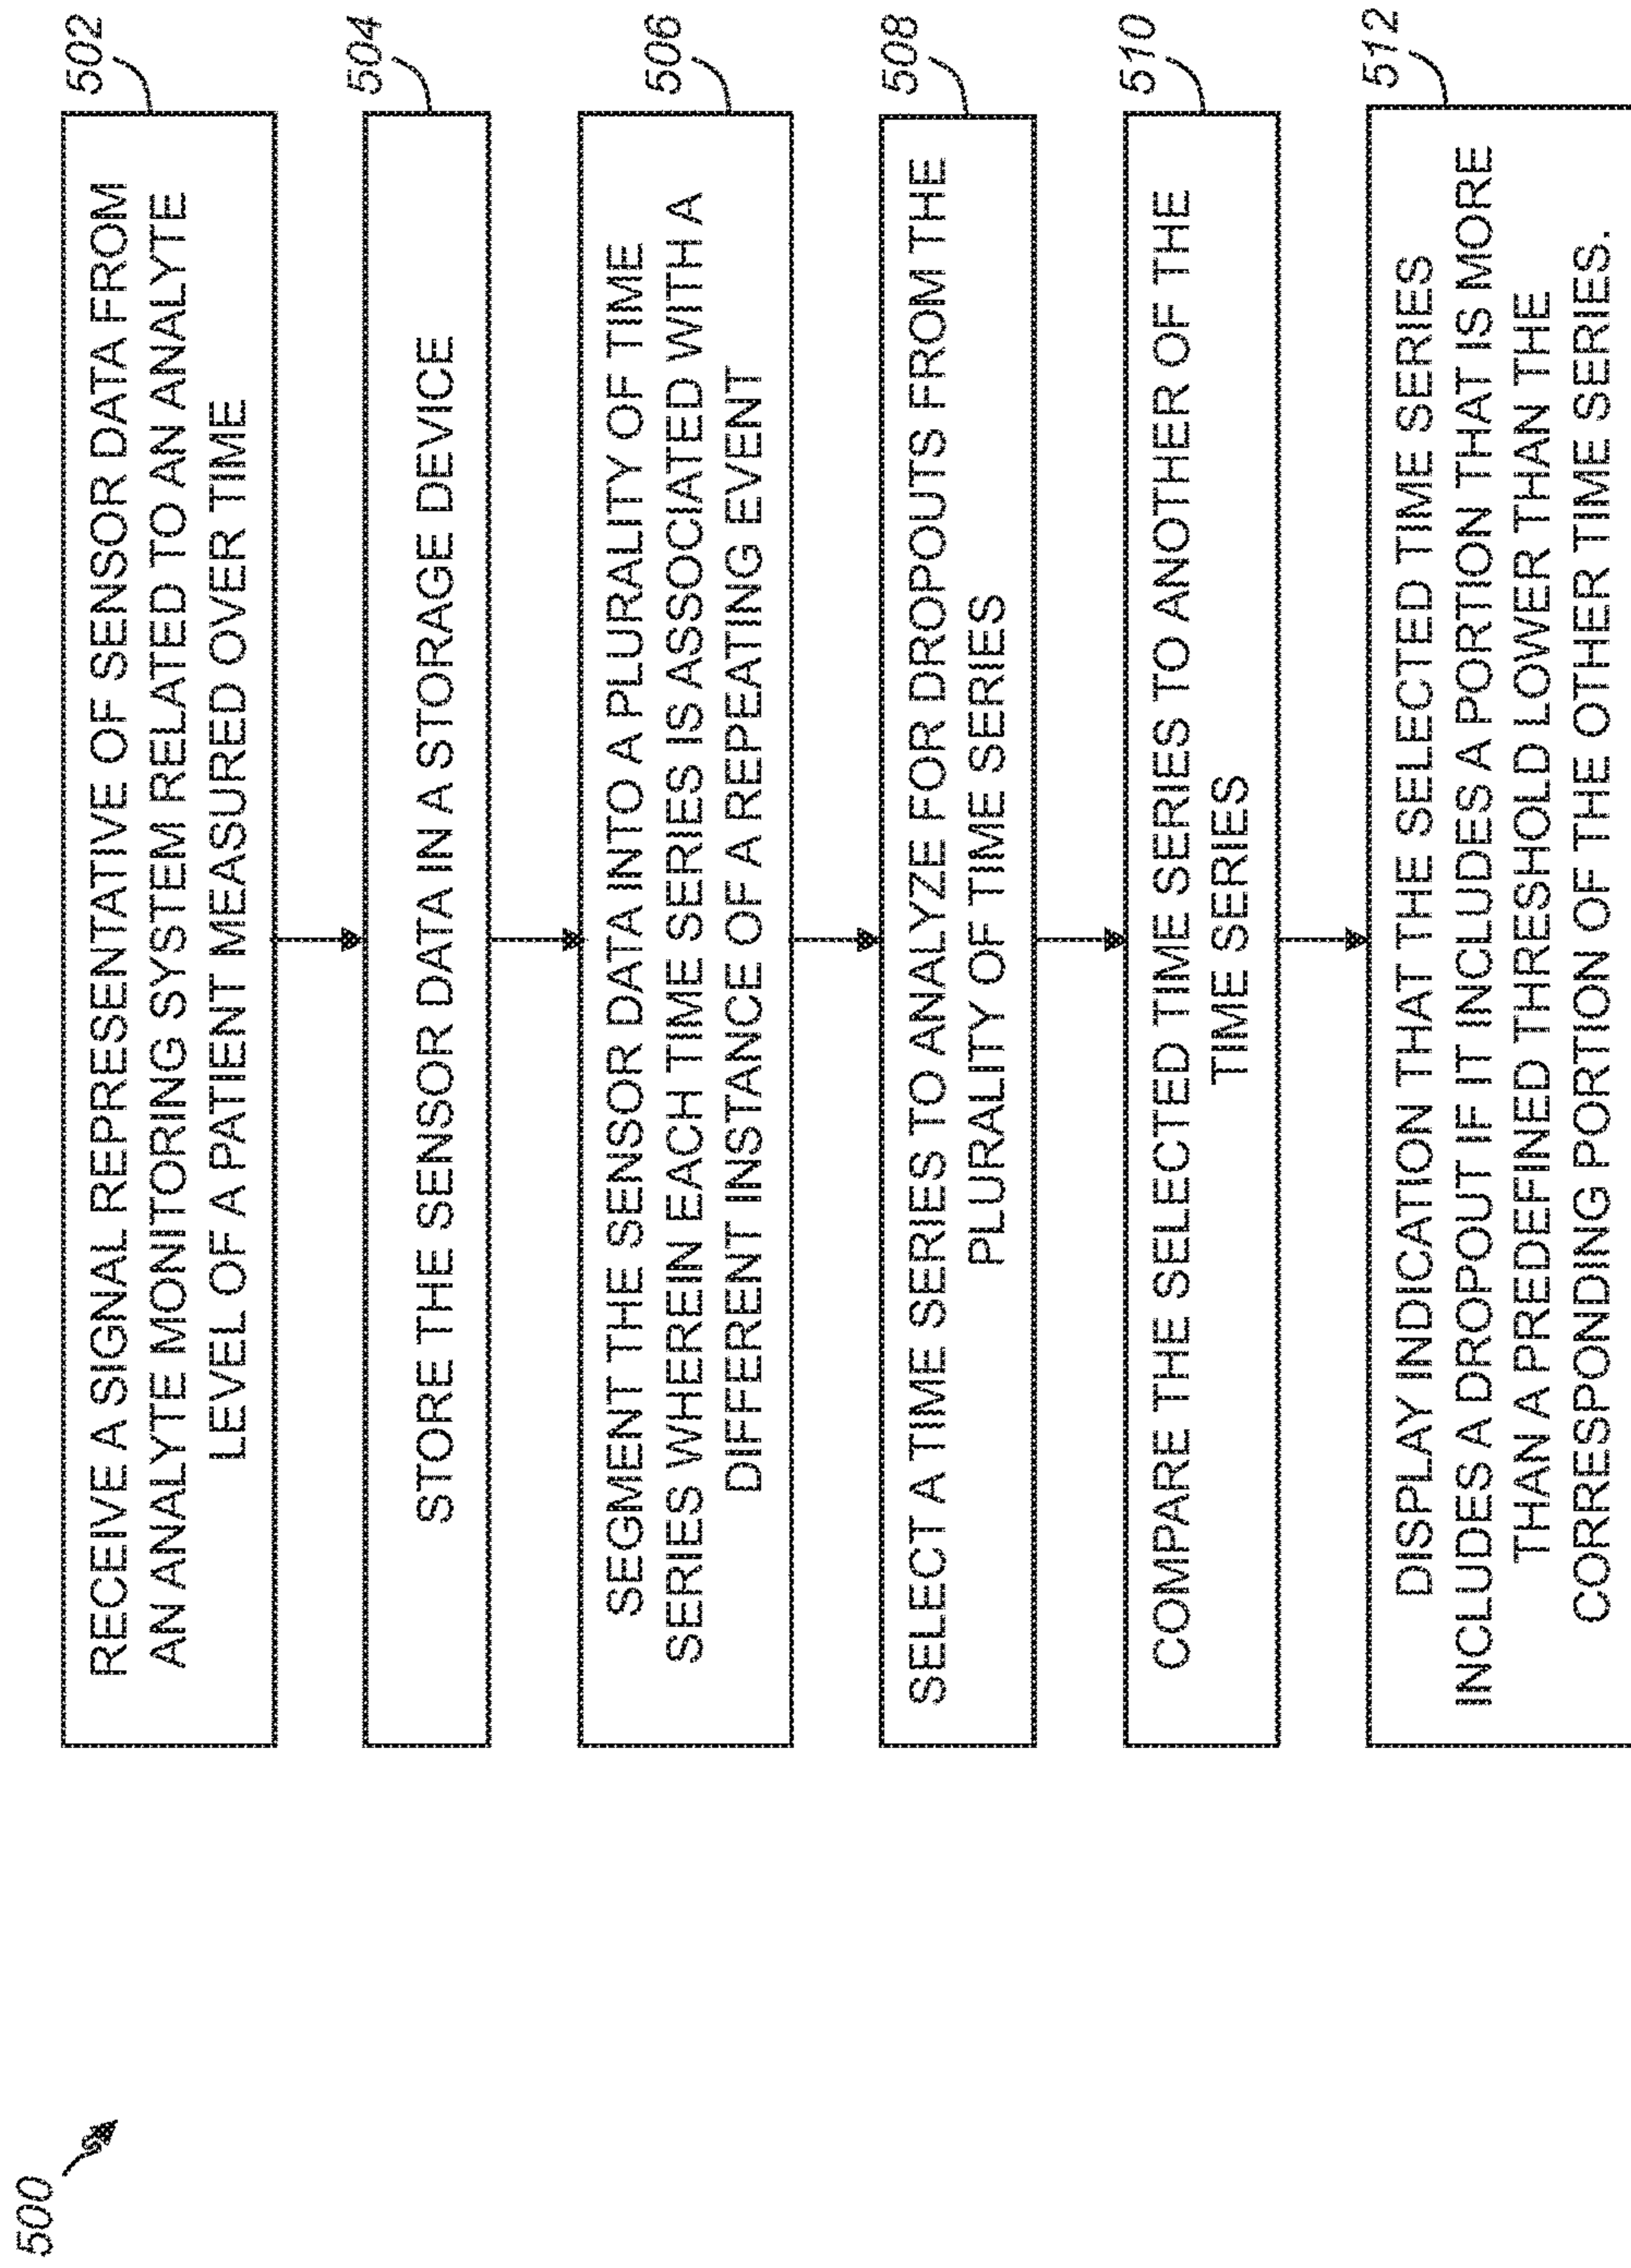 500
502
RECEIVE A SIGNAL REPRESENTATIVE OF SENSOR DATA FROM
AN ANALYTE MONITORING SYSTEM RELATED TO AN ANALYTE
LEVEL OF A PATIENT MEASURED OVER TIME
504
STORE THE SENSOR DATA IN A STORAGE DEVICE
506
SEGMENT THE SENSOR DATA INTO A PLURALITY OF TIME
SERIES WHEREIN EACH TIME SERIES IS ASSOCIATED WITH A
DIFFERENT INSTANCE OF A REPEATING EVENT
508
SELECT A TIME SERIES TO ANALYZE FOR DROPOUTS FROM THE
PLURALITY OF TIME SERIES
510
COMPARE THE SELECTED TIME SERIES TO ANOTHER OF THE
TIME SERIES
512
DISPLAY INDICATION THAT THE SELECTED TIME SERIES
INCLUDES A DROPOUT IF IT INCLUDES A PORTION THAT IS MORE
THAN A PREDEFINED THRESHOLD LOWER THAN THE
CORRESPONDING PORTION OF THE OTHER TIME SERIES.